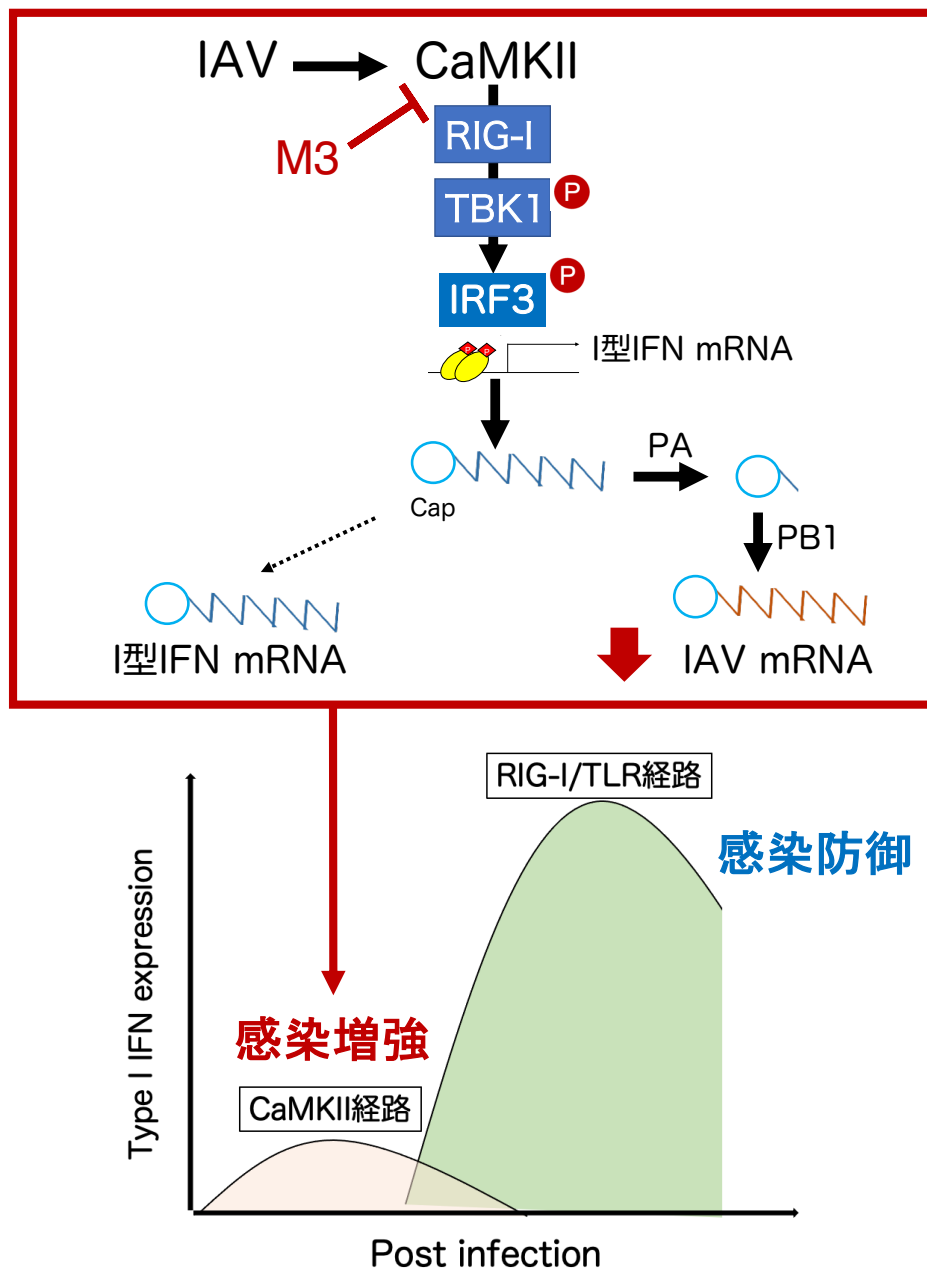 IAV CaMKII
M3
RIG-I
TBK1 P
IRF3 P
P P
I型IFN mRNA
PA
Cap
PB1
I型IFN mRNA
IAV mRNA
RIG-I/TLR経路
感染防御
感染増強
CaMKII経路
Type I IFN expression
Post infection